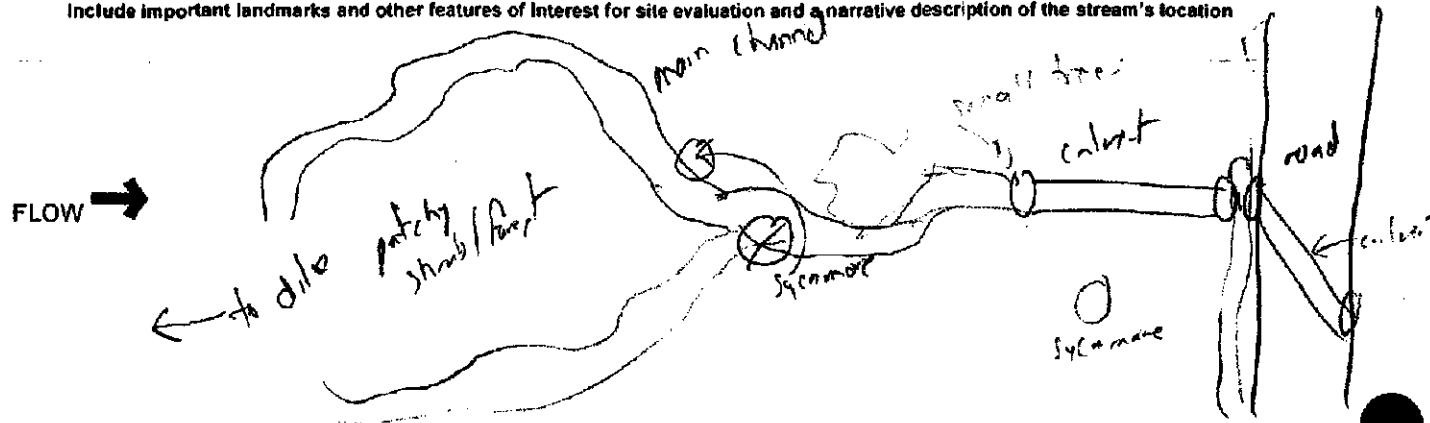 Include important landmarks and other features of Interest for site evaluation and a narrative description of the stream's location
main channel
small trees
culvert
road
FLOW
patchy
shrub/forest
← to dike
Sycamore
culvert
Sycamore